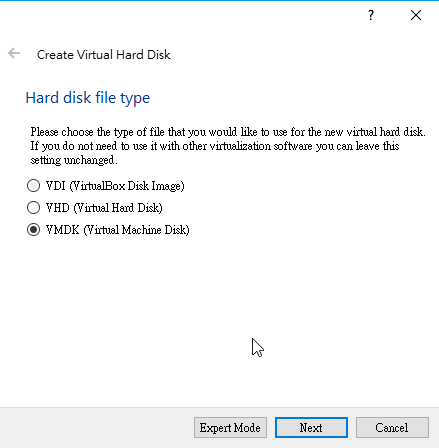 ?
Create Virtual Hard Disk
Hard disk file type
Please choose the type of file that you would like to use for the new virtual hard disk.
If you do not need to use it with other virtualization software you can leave this
setting unchanged.
VDI (VirtualBox Disk Image)
VHD (Virtual Hard Disk)
VMDK (Virtual Machine Disk)
Expert Mode
Next
Cancel